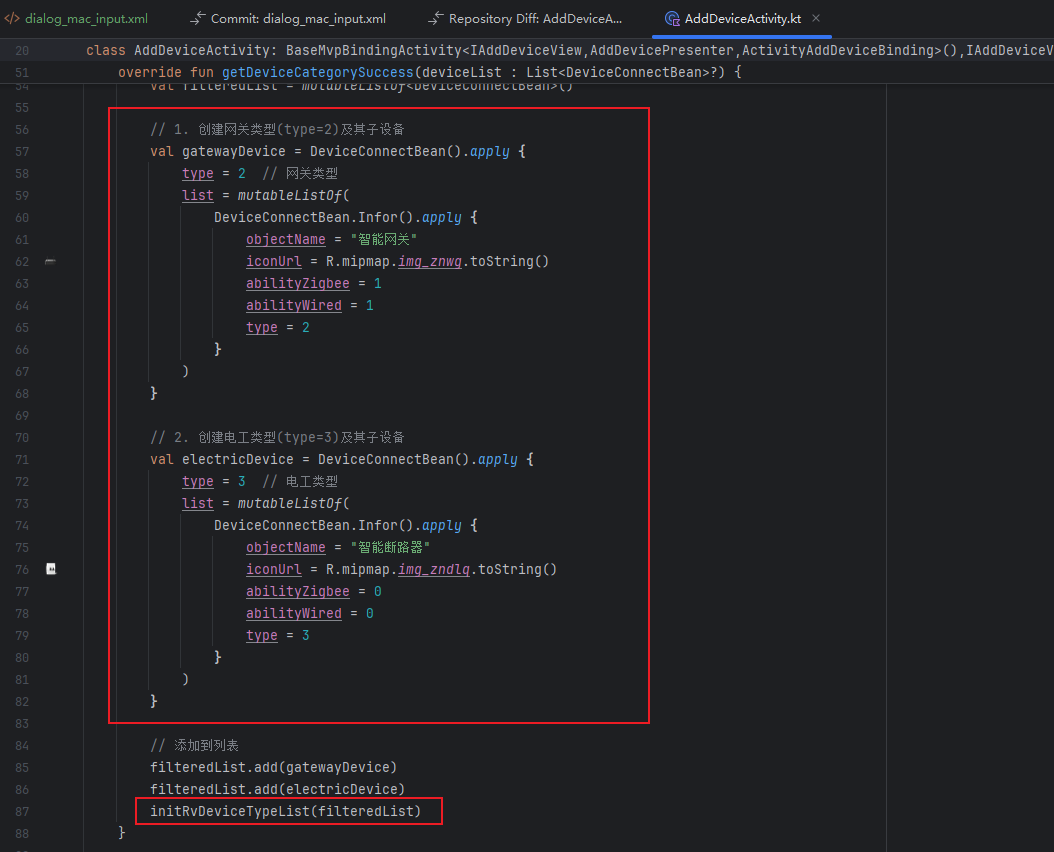 </> dialog_mac_input.xml Commit: dialog_mac_input.xml Repository Diff: AddDeviceA... AddDeviceActivity.kt ×
20 class AddDeviceActivity: BaseMvpBindingActivity<IAddDeviceView,AddDevicePresenter,ActivityAddDeviceBinding>(),IAddDeviceV
51 override fun getDeviceCategorySuccess(deviceList : List<DeviceConnectBean>?) {
54 val filteredList = mutableListOf<DeviceConnectBean>()
55
56 // 1. 创建网关类型(type=2)及其子设备
57 val gatewayDevice = DeviceConnectBean().apply {
58 type = 2 // 网关类型
59 list = mutableListOf(
60 DeviceConnectBean.Infor().apply {
61 objectName = "智能网关"
62 iconUrl = R.mipmap.img_znwg.toString()
63 abilityZigbee = 1
64 abilityWired = 1
65 type = 2
66 }
67 )
68 }
69
70 // 2. 创建电工类型(type=3)及其子设备
71 val electricDevice = DeviceConnectBean().apply {
72 type = 3 // 电工类型
73 list = mutableListOf(
74 DeviceConnectBean.Infor().apply {
75 objectName = "智能断路器"
76 iconUrl = R.mipmap.img_zndlq.toString()
77 abilityZigbee = 0
78 abilityWired = 0
79 type = 3
80 }
81 )
82 }
83
84 // 添加到列表
85 filteredList.add(gatewayDevice)
86 filteredList.add(electricDevice)
87 initRvDeviceTypeList(filteredList)
88 }